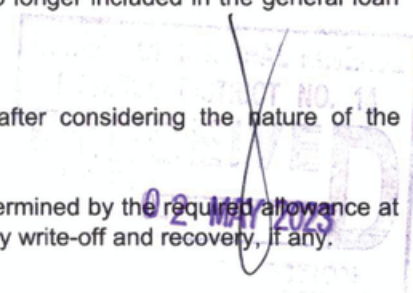 longer included in the general loan
after considering the nature of the
NO. 14
02 MAY 2023
ermined by the required allowance at
y write-off and recovery, if any.